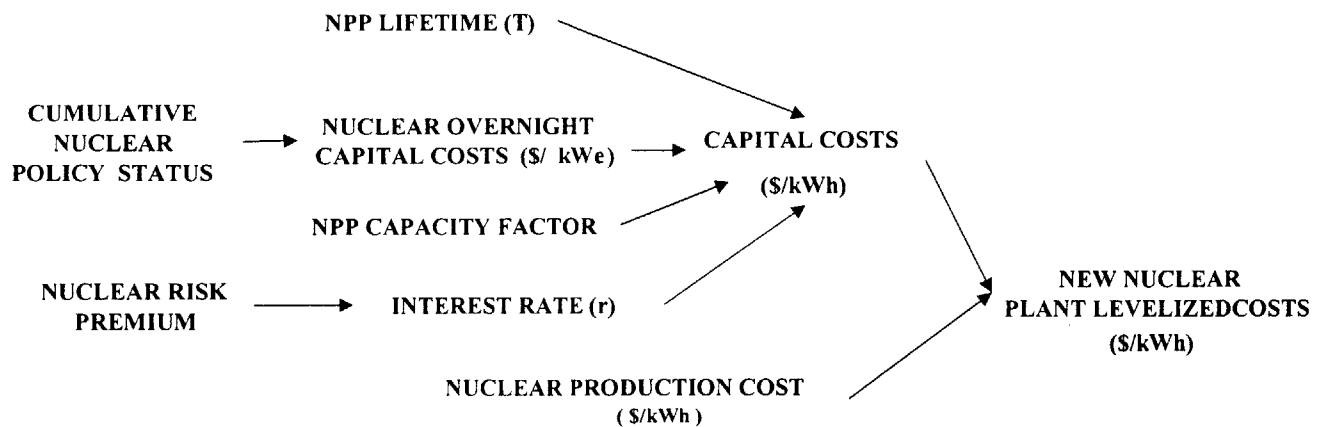 NPP LIFETIME (T)
CUMULATIVE
NUCLEAR
POLICY STATUS
NUCLEAR OVERNIGHT
CAPITAL COSTS ($/ kWe)
CAPITAL COSTS
($/kWh)
NPP CAPACITY FACTOR
NUCLEAR RISK
PREMIUM
INTEREST RATE (r)
NEW NUCLEAR
PLANT LEVELIZEDCOSTS
($/kWh)
NUCLEAR PRODUCTION COST
( $/kWh )